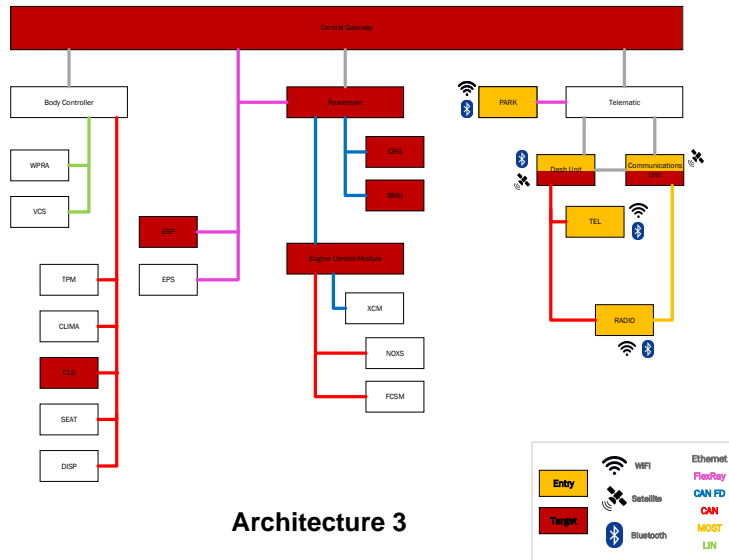 Central Gateway
Body Controller
Powertrain
PARK
Telematic
WPRA
VCS
ORG
BMU
Dash Unit
Communications
Unit
TEL
ESP
EPS
Engine Control Module
TPM
CLIMA
CLS
SEAT
DISP
XCM
NOXS
FCSM
RADIO
Architecture 3
Entry
Target
WiFi
Satellite
Bluetooth
Ethernet
FlexRay
CAN FD
CAN
MOST
LIN